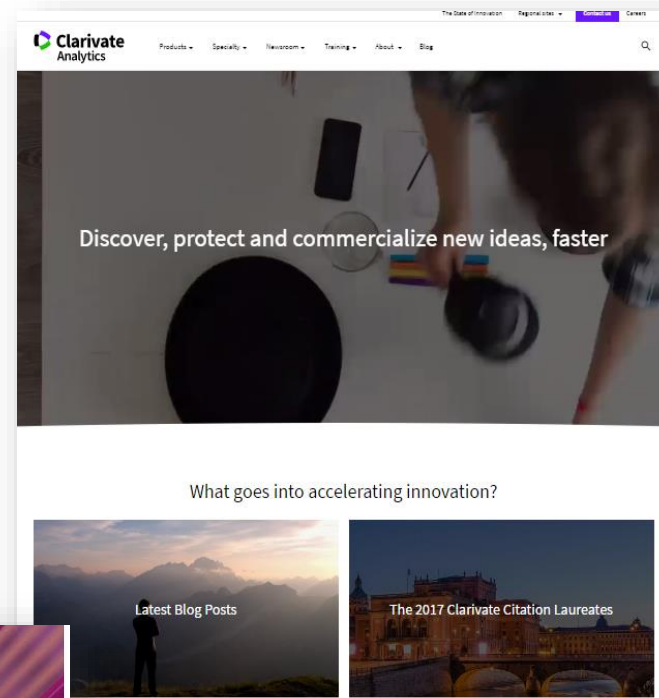 The State of Innovation Regional sites Contact us Careers
Clarivate
Analytics
Products Specialty Newsroom Training About Blog
Discover, protect and commercialize new ideas, faster
What goes into accelerating innovation?
Latest Blog Posts The 2017 Clarivate Citation Laureates